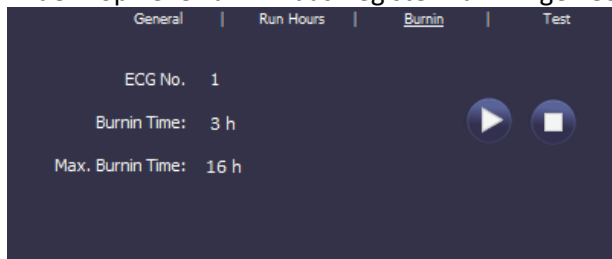 General | Run Hours | Burnin | Test
ECG No. 1
Burnin Time: 3 h
Max. Burnin Time: 16 h